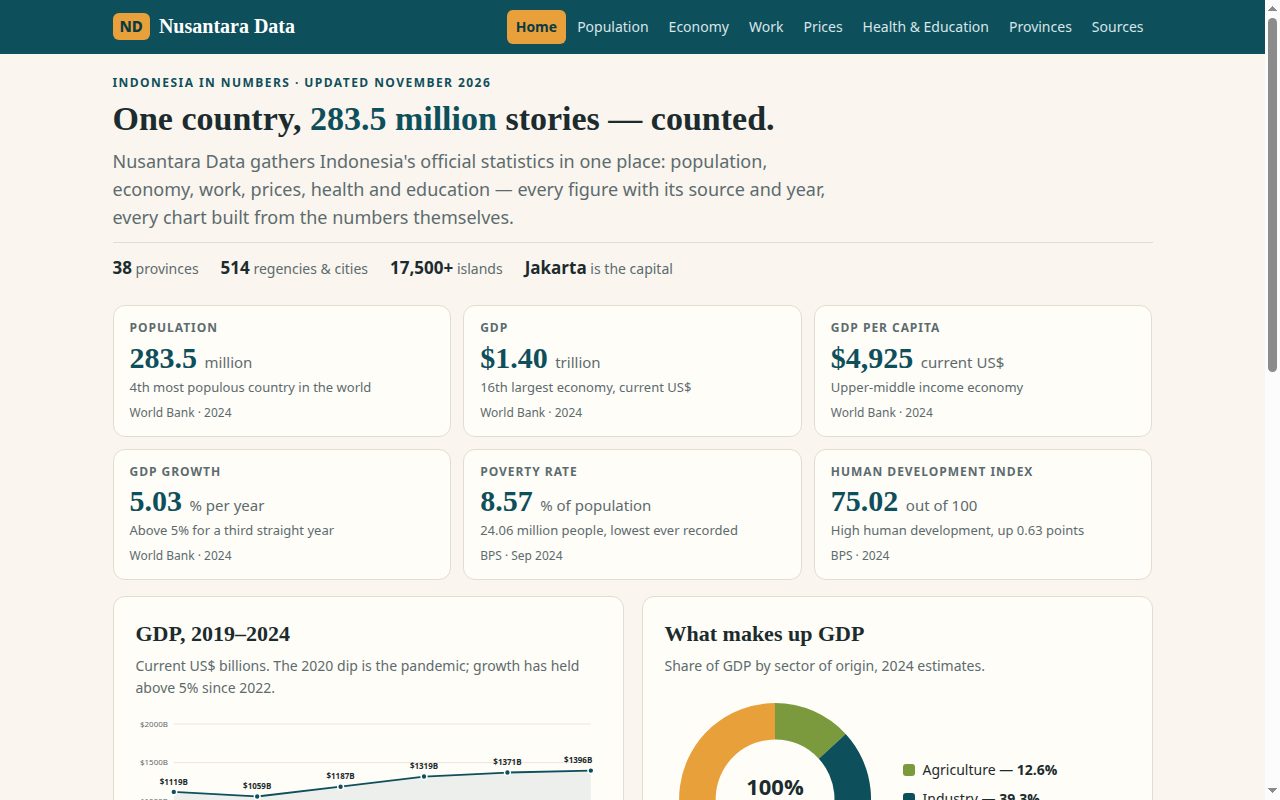 ND Nusantara Data Home Population Economy Work Prices Health & Education Provinces Sources
INDONESIA IN NUMBERS · UPDATED NOVEMBER 2026
One country, 283.5 million stories — counted.
Nusantara Data gathers Indonesia's official statistics in one place: population,
economy, work, prices, health and education — every figure with its source and year,
every chart built from the numbers themselves.
38 provinces 514 regencies & cities 17,500+ islands Jakarta is the capital
POPULATION
283.5 million
4th most populous country in the world
World Bank · 2024
GDP
$1.40 trillion
16th largest economy, current US$
World Bank · 2024
GDP PER CAPITA
$4,925 current US$
Upper-middle income economy
World Bank · 2024
GDP GROWTH
5.03 % per year
Above 5% for a third straight year
World Bank · 2024
POVERTY RATE
8.57 % of population
24.06 million people, lowest ever recorded
BPS · Sep 2024
HUMAN DEVELOPMENT INDEX
75.02 out of 100
High human development, up 0.63 points
BPS · 2024
GDP, 2019–2024
Current US$ billions. The 2020 dip is the pandemic; growth has held
above 5% since 2022.
$2000B
$1500B
$1119B $1059B $1187B $1319B $1371B $1396B
What makes up GDP
Share of GDP by sector of origin, 2024 estimates.
100%
Agriculture — 12.6%
Industry — 39.3%